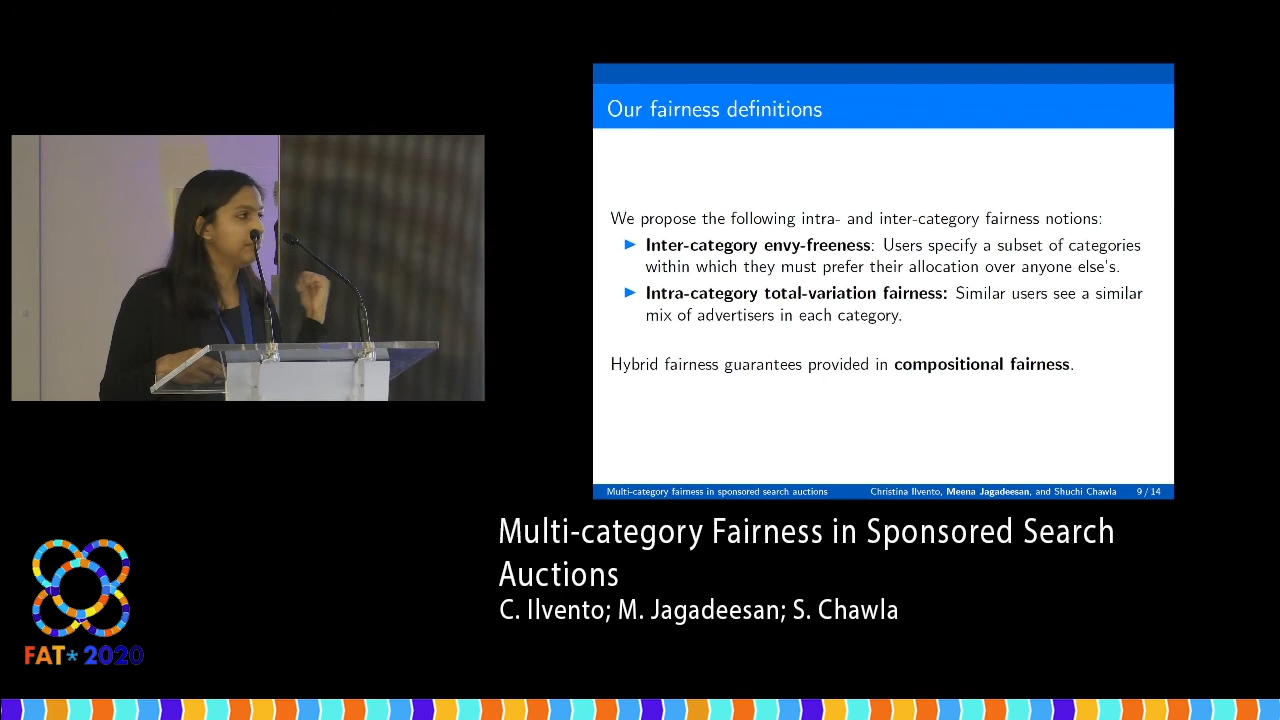 Our fairness definitions
We propose the following intra- and inter-category fairness notions:
Inter-category envy-freeness: Users specify a subset of categories
within which they must prefer their allocation over anyone else's.
Intra-category total-variation fairness: Similar users see a similar
mix of advertisers in each category.
Hybrid fairness guarantees provided in compositional fairness.
Multi-category fairness in sponsored search auctions Christina Ilvento, Meena Jagadeesan, and Shuchi Chawla 9 / 14
Multi-category Fairness in Sponsored Search
Auctions
C. Ilvento; M. Jagadeesan; S. Chawla
FAT* 2020